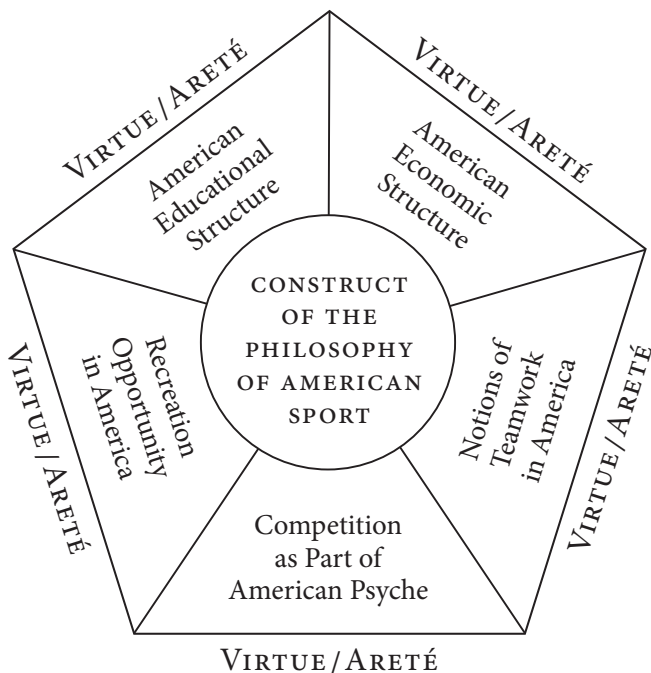 VIRTUE/ARETÉ
VIRTUE/ARETÉ
American
Educational
Structure
American
Economic
Structure
CONSTRUCT
OF THE
PHILOSOPHY
OF AMERICAN
SPORT
VIRTUE/ARETÉ
Recreation
Opportunity
in America
Notions of
Teamwork
in America
VIRTUE/ARETÉ
Competition
as Part of
American Psyche
VIRTUE/ARETÉ